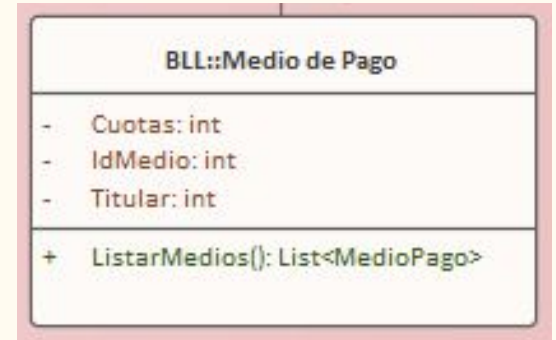 BLL::Medio de Pago
- Cuotas: int
- IdMedio: int
- Titular: int
+ ListarMedios(): List<MedioPago>